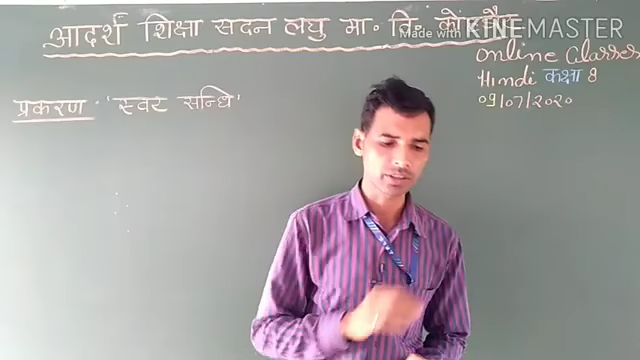 आदर्श शिक्षा सदन लघु मा॰ वि॰
Made with KINEMASTER
Online Classes
Hindi कक्षा 8
09/07/2020
प्रकरण - 'स्वर सन्धि'